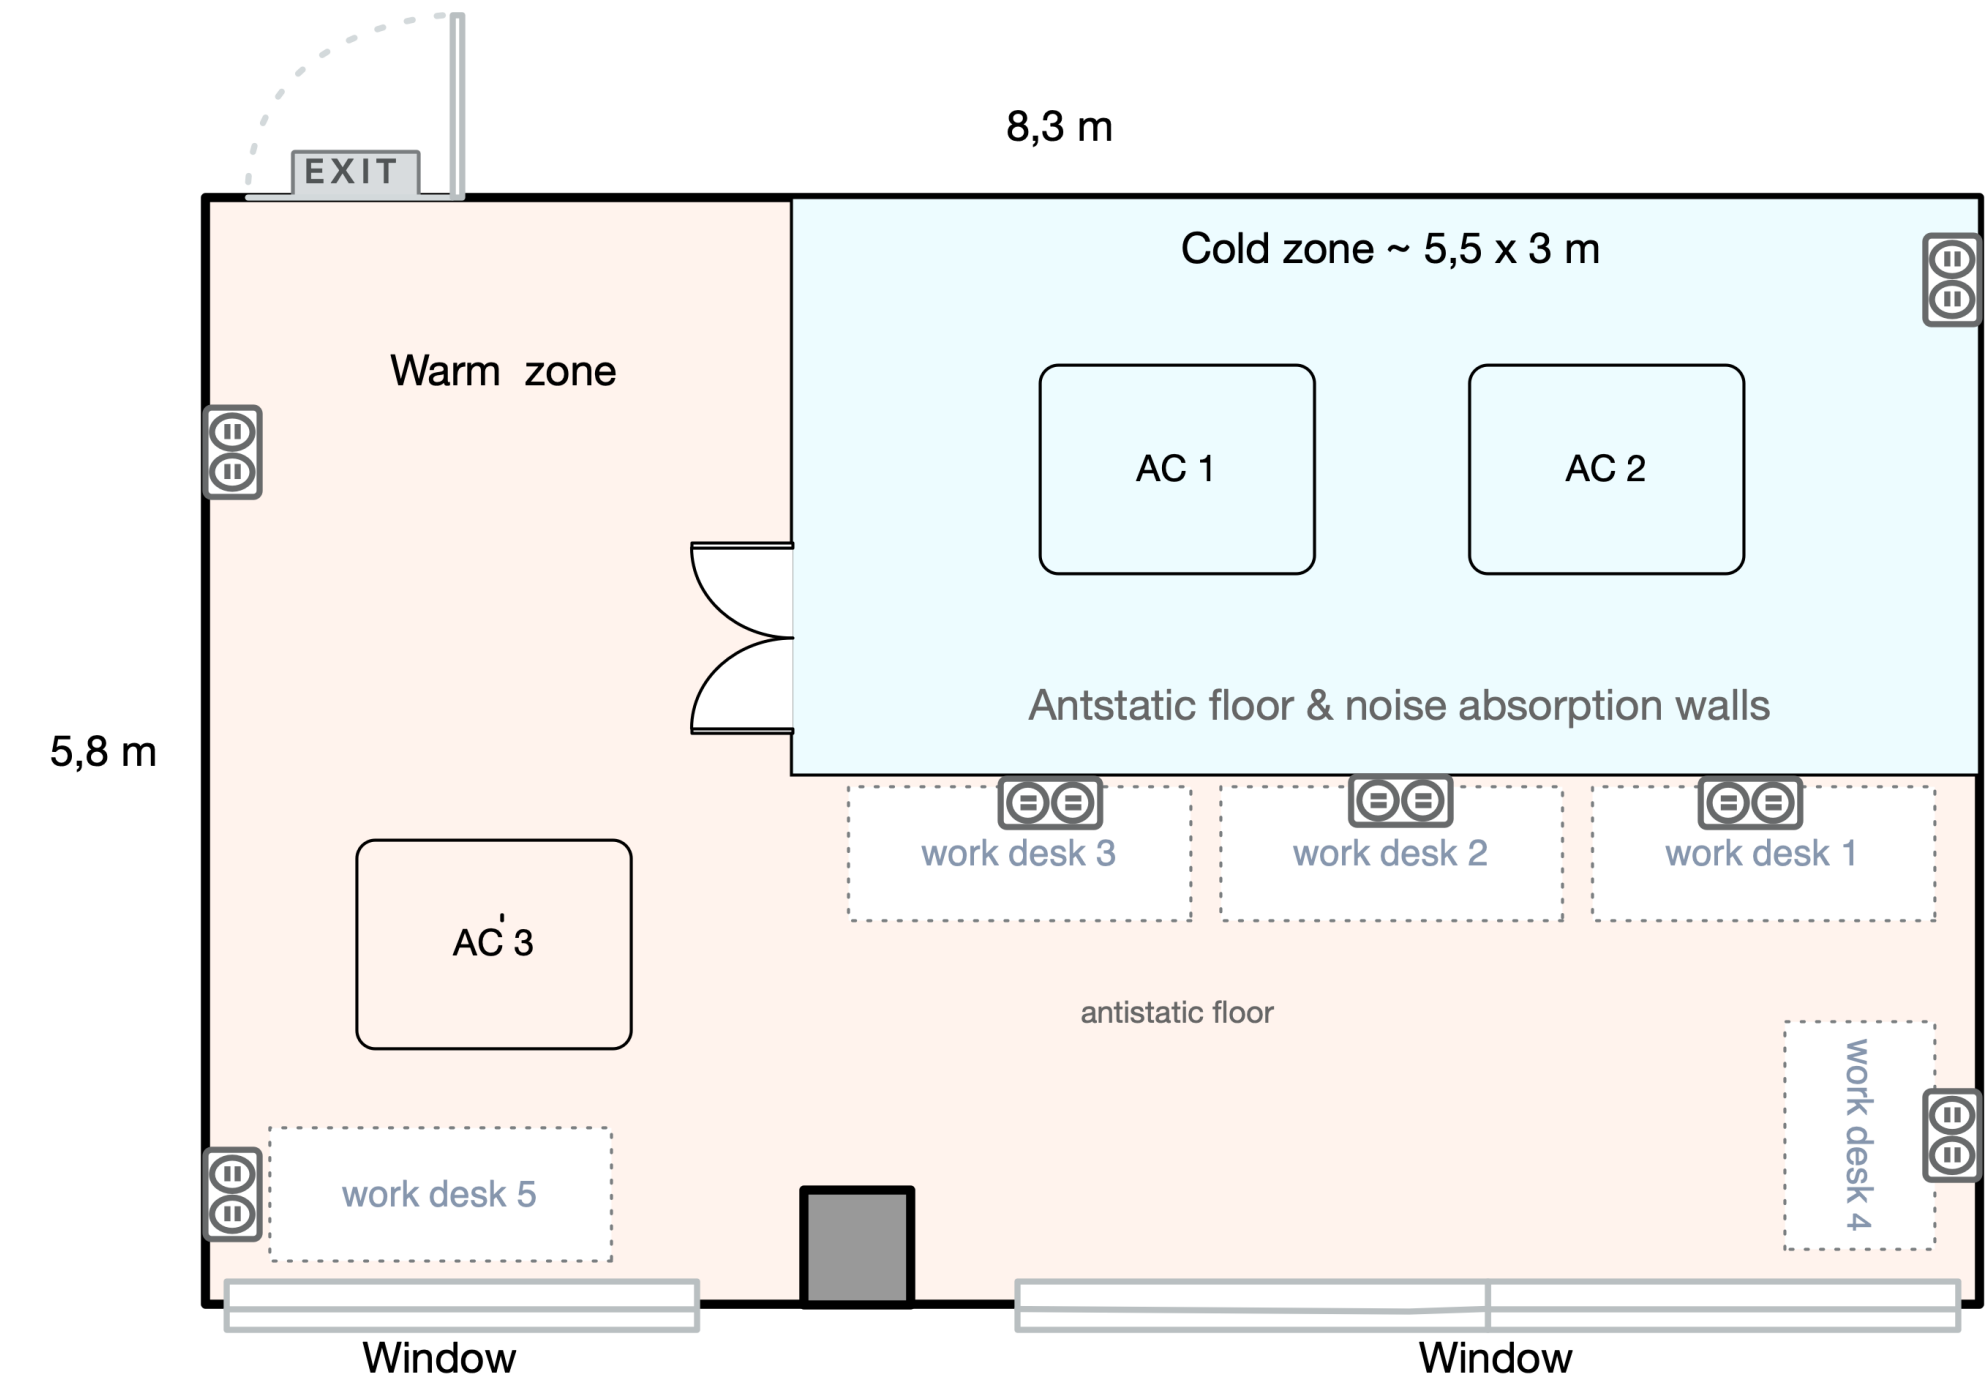 8,3 m
EXIT
Cold zone ~ 5,5 x 3 m
Warm zone
AC 1
AC 2
Antstatic floor & noise absorption walls
5,8 m
work desk 3
work desk 2
work desk 1
AC 3
antistatic floor
work desk 4
work desk 5
Window
Window